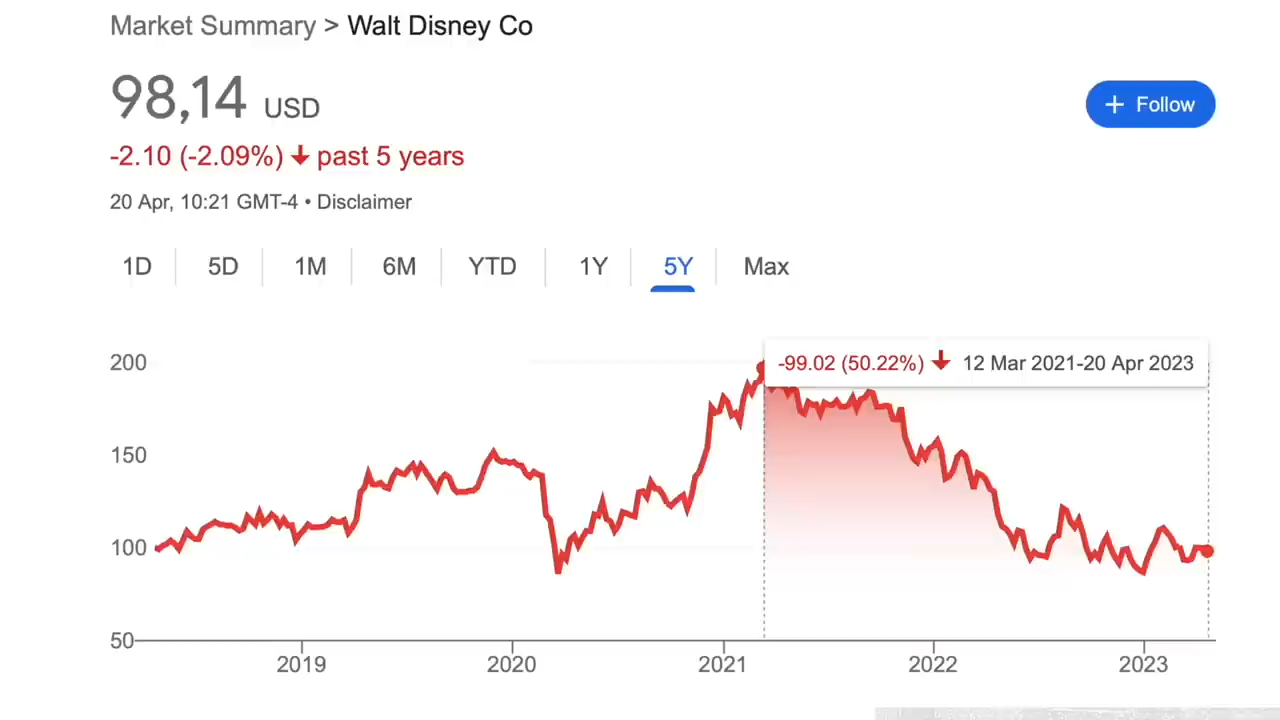 Market Summary > Walt Disney Co
98,14 USD
+ Follow
-2.10 (-2.09%) ↓ past 5 years
20 Apr, 10:21 GMT-4 • Disclaimer
1D 5D 1M 6M YTD 1Y 5Y Max
200
-99.02 (50.22%) ↓ 12 Mar 2021-20 Apr 2023
150
100
50
2019 2020 2021 2022 2023